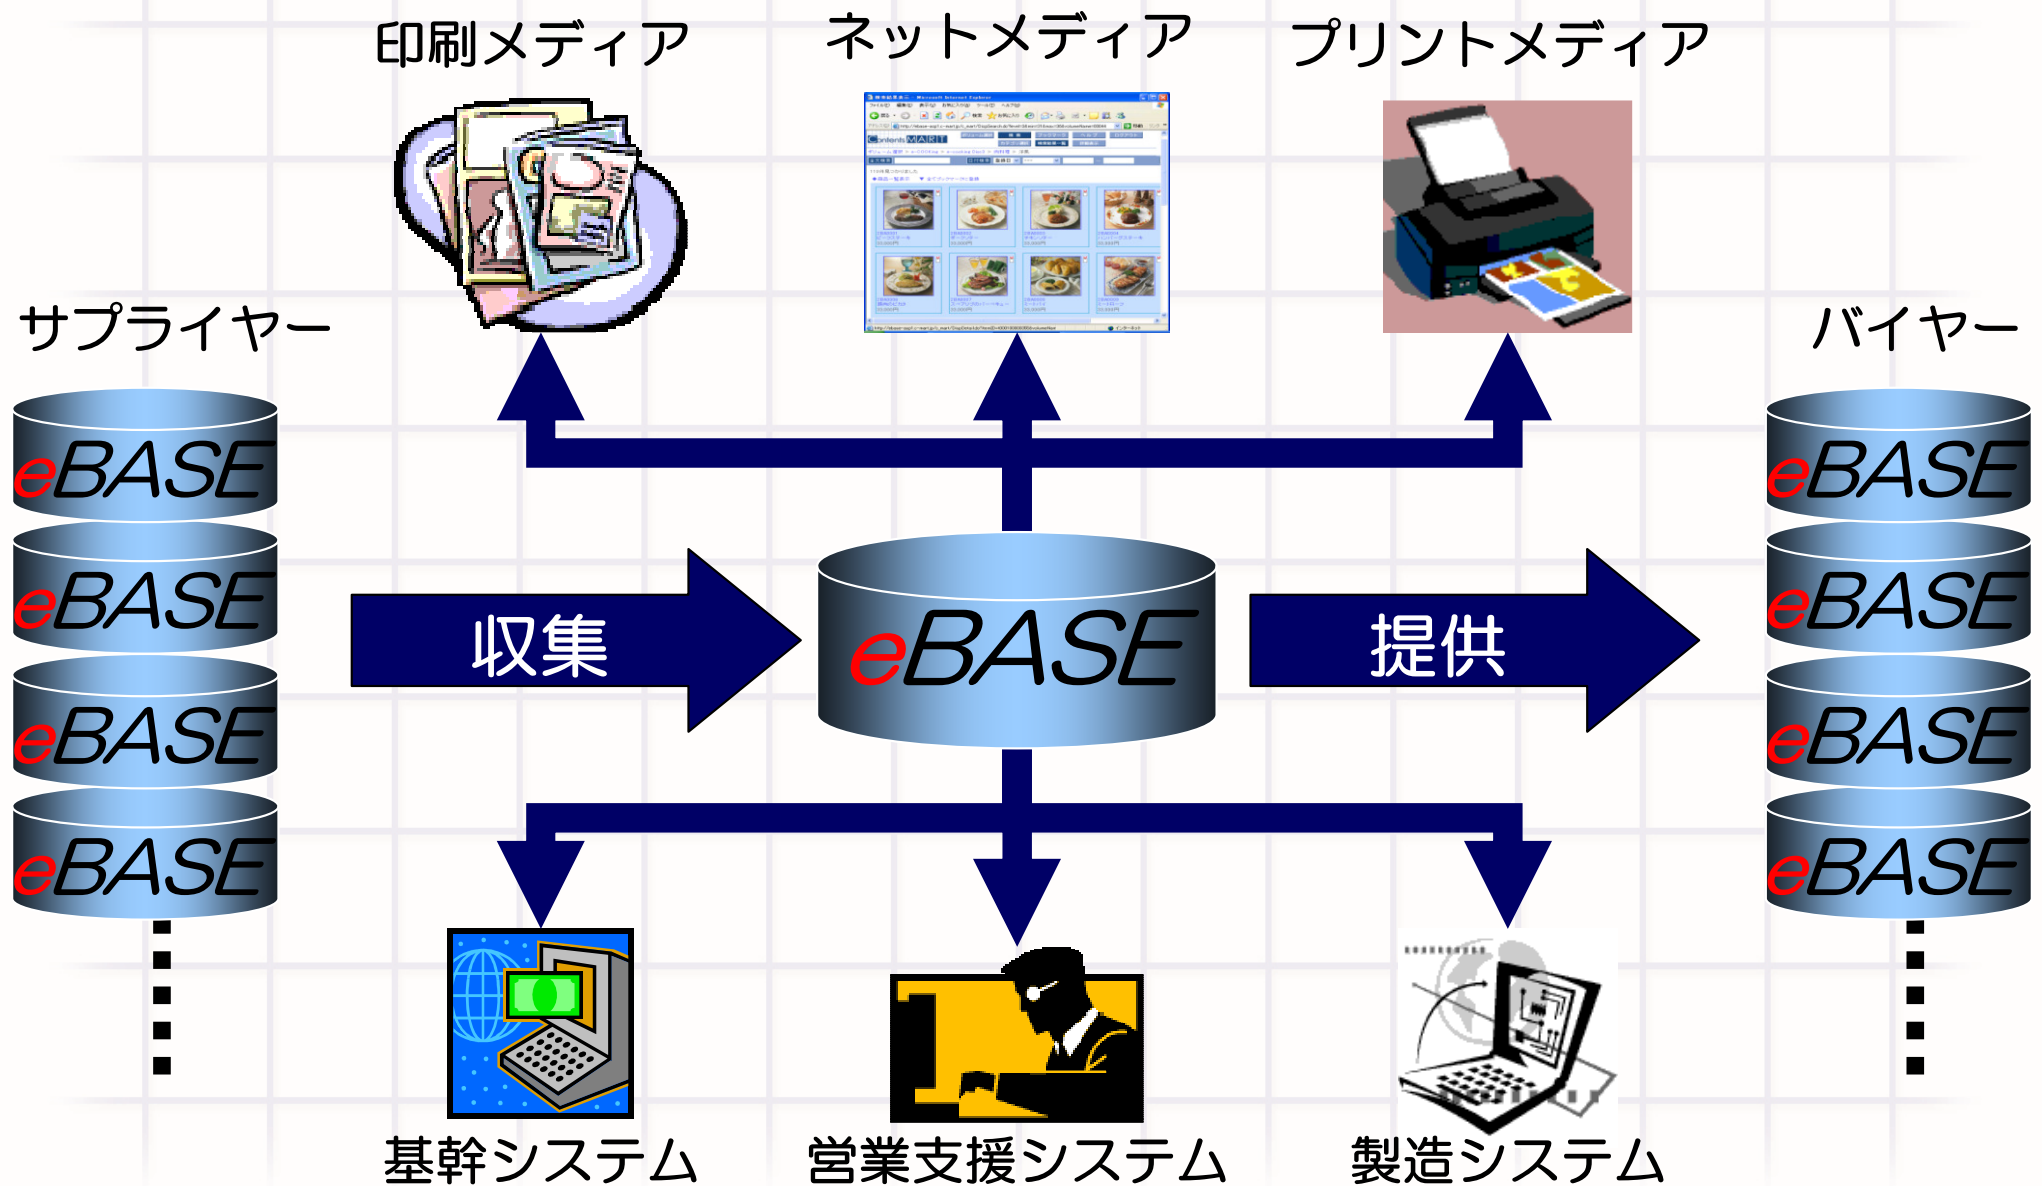 印刷メディア
ネットメディア
プリントメディア
Contents MART
サプライヤー
バイヤー
eBASE
eBASE
eBASE
eBASE
収集
eBASE
提供
eBASE
eBASE
eBASE
eBASE
基幹システム
営業支援システム
製造システム